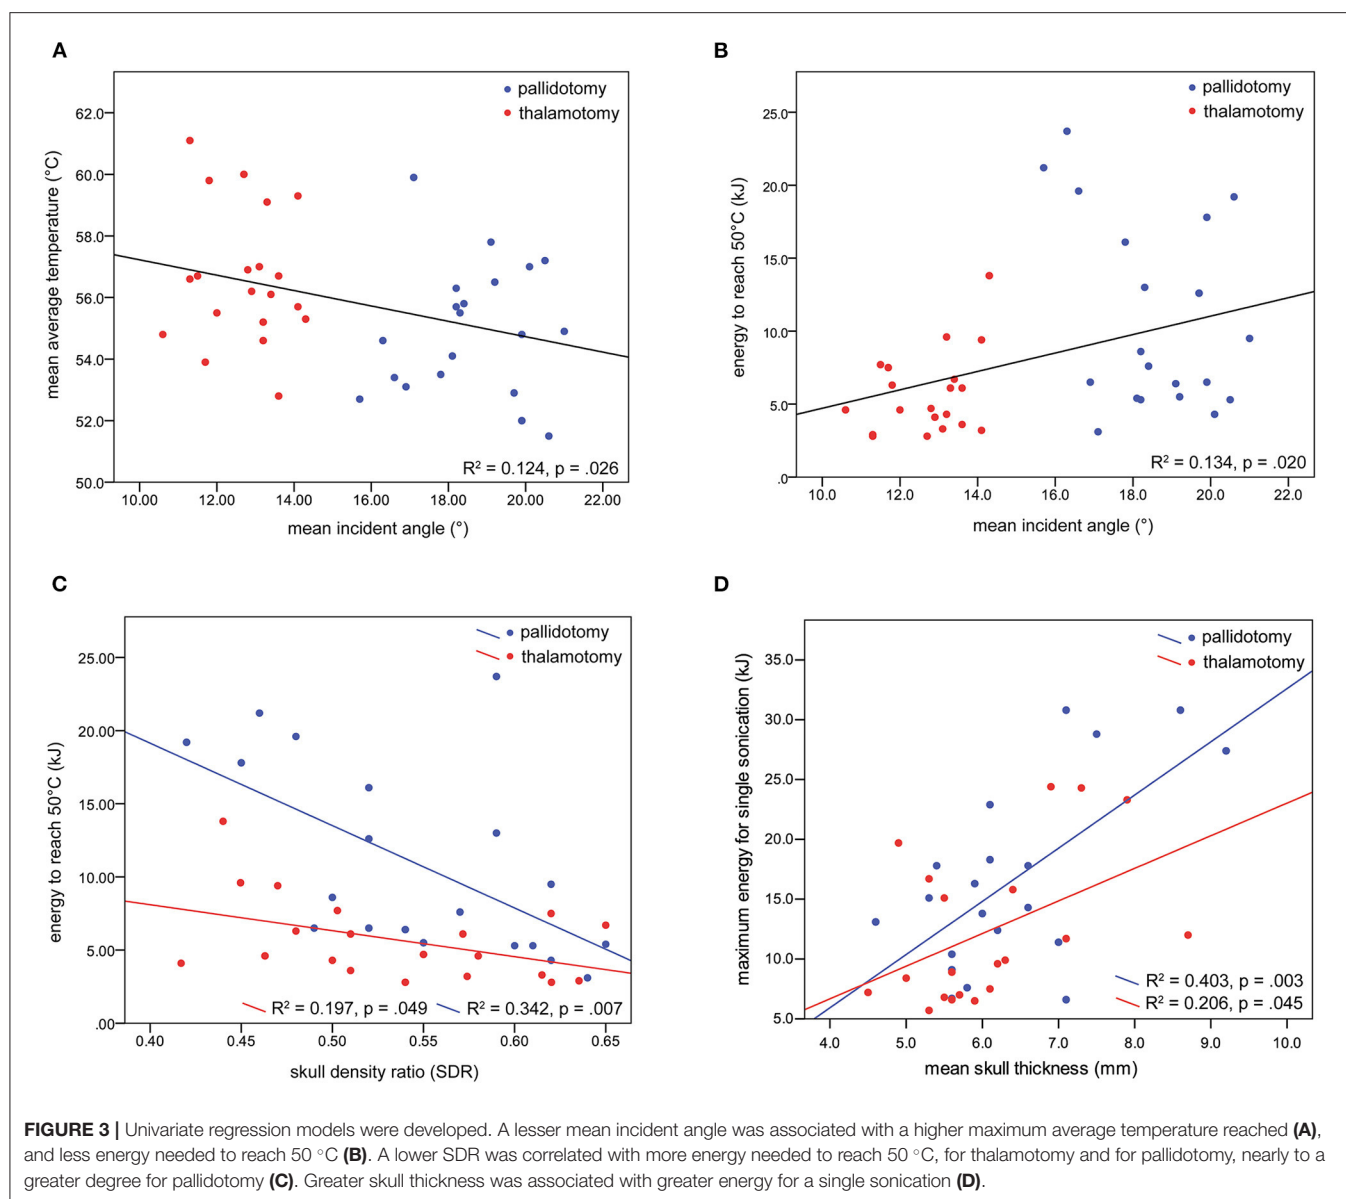 A
pallidotomy
thalamotomy
62.0
60.0
58.0
56.0
54.0
52.0
50.0
mean average temperature (°C)
R² = 0.124, p = .026
10.00 12.00 14.00 16.00 18.00 20.00 22.00
mean incident angle (°)
B
pallidotomy
thalamotomy
25.0
20.0
15.0
10.0
5.0
.0
energy to reach 50°C (kJ)
R² = 0.134, p = .020
10.0 12.0 14.0 16.0 18.0 20.0 22.0
mean incident angle (°)
C
pallidotomy
thalamotomy
25.00
20.00
15.00
10.00
5.00
.00
energy to reach 50°C (kJ)
R² = 0.197, p = .049 R² = 0.342, p = .007
0.40 0.45 0.50 0.55 0.60 0.65
skull density ratio (SDR)
D
pallidotomy
thalamotomy
35.0
30.0
25.0
20.0
15.0
10.0
5.0
maximum energy for single sonication (kJ)
R² = 0.403, p = .003
R² = 0.206, p = .045
4.0 5.0 6.0 7.0 8.0 9.0 10.0
mean skull thickness (mm)
FIGURE 3 | Univariate regression models were developed. A lesser mean incident angle was associated with a higher maximum average temperature reached (A),
and less energy needed to reach 50 °C (B). A lower SDR was correlated with more energy needed to reach 50 °C, for thalamotomy and for pallidotomy, nearly to a
greater degree for pallidotomy (C). Greater skull thickness was associated with greater energy for a single sonication (D).